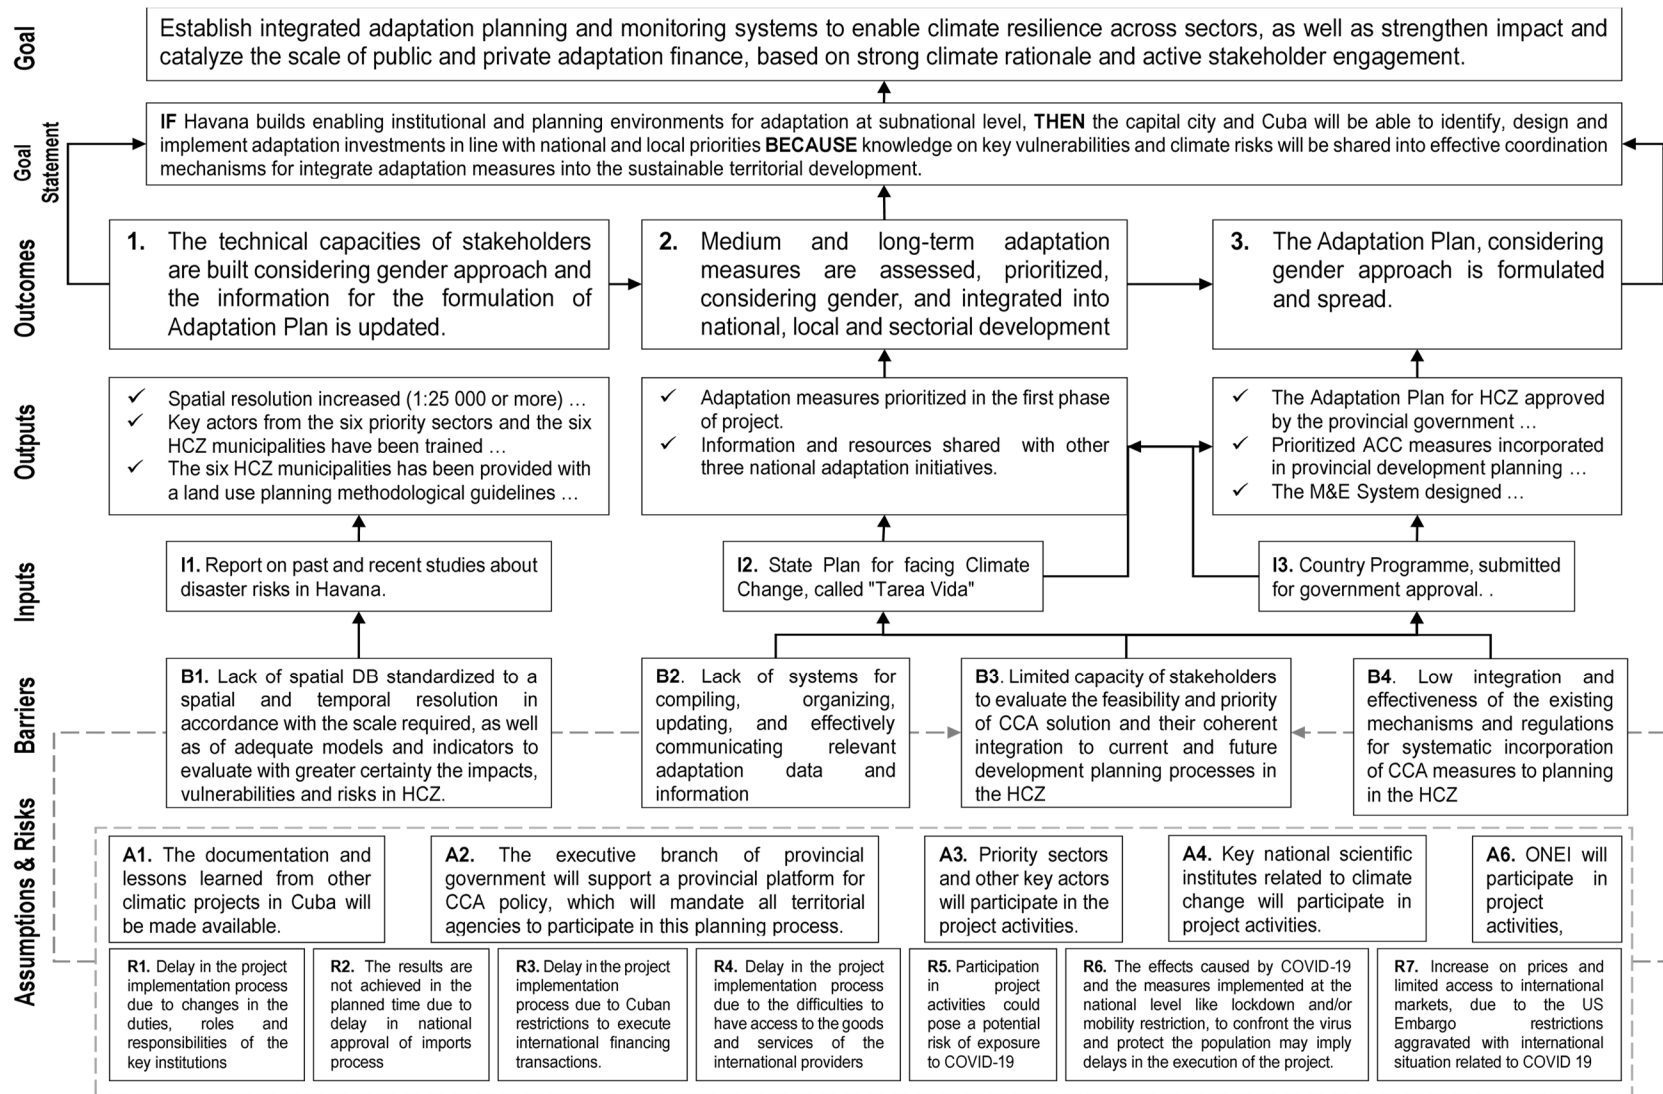 Goal
Establish integrated adaptation planning and monitoring systems to enable climate resilience across sectors, as well as strengthen impact and
catalyze the scale of public and private adaptation finance, based on strong climate rationale and active stakeholder engagement.
Goal
Statement
IF Havana builds enabling institutional and planning environments for adaptation at subnational level, THEN the capital city and Cuba will be able to identify, design and
implement adaptation investments in line with national and local priorities BECAUSE knowledge on key vulnerabilities and climate risks will be shared into effective coordination
mechanisms for integrate adaptation measures into the sustainable territorial development.
Outcomes
1. The technical capacities of stakeholders
are built considering gender approach and
the information for the formulation of
Adaptation Plan is updated.
2. Medium and long-term adaptation
measures are assessed, prioritized,
considering gender, and integrated into
national, local and sectorial development
3. The Adaptation Plan, considering
gender approach is formulated
and spread.
Outputs
✓ Spatial resolution increased (1:25 000 or more) …
✓ Key actors from the six priority sectors and the six
HCZ municipalities have been trained …
✓ The six HCZ municipalities has been provided with
a land use planning methodological guidelines …
✓ Adaptation measures prioritized in the first phase
of project.
✓ Information and resources shared with other
three national adaptation initiatives.
✓ The Adaptation Plan for HCZ approved
by the provincial government …
✓ Prioritized ACC measures incorporated
in provincial development planning …
✓ The M&E System designed …
Inputs
I1. Report on past and recent studies about
disaster risks in Havana.
I2. State Plan for facing Climate
Change, called "Tarea Vida"
I3. Country Programme, submitted
for government approval. .
Barriers
B1. Lack of spatial DB standardized to a
spatial and temporal resolution in
accordance with the scale required, as well
as of adequate models and indicators to
evaluate with greater certainty the impacts,
vulnerabilities and risks in HCZ.
B2. Lack of systems for
compiling, organizing,
updating, and effectively
communicating relevant
adaptation data and
information
B3. Limited capacity of stakeholders
to evaluate the feasibility and priority
of CCA solution and their coherent
integration to current and future
development planning processes in
the HCZ
B4. Low integration and
effectiveness of the existing
mechanisms and regulations
for systematic incorporation
of CCA measures to planning
in the HCZ
Assumptions & Risks
A1. The documentation and
lessons learned from other
climatic projects in Cuba will
be made available.
A2. The executive branch of provincial
government will support a provincial platform for
CCA policy, which will mandate all territorial
agencies to participate in this planning process.
A3. Priority sectors
and other key actors
will participate in the
project activities.
A4. Key national scientific
institutes related to climate
change will participate in
project activities.
A6. ONEI will
participate in
project
activities,
R1. Delay in the project
implementation process
due to changes in the
duties, roles and
responsibilities of the
key institutions
R2. The results are
not achieved in the
planned time due to
delay in national
approval of imports
process
R3. Delay in the project
implementation
process due to Cuban
restrictions to execute
international financing
transactions.
R4. Delay in the project
implementation process
due to the difficulties to
have access to the goods
and services of the
international providers
R5. Participation
in project
activities could
pose a potential
risk of exposure
to COVID-19
R6. The effects caused by COVID-19
and the measures implemented at the
national level like lockdown and/or
mobility restriction, to confront the virus
and protect the population may imply
delays in the execution of the project.
R7. Increase on prices and
limited access to international
markets, due to the US
Embargo restrictions
aggravated with international
situation related to COVID 19